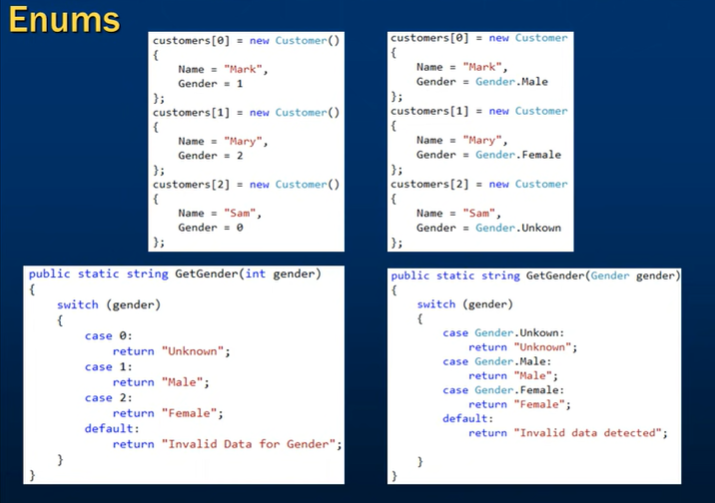 Enums
customers[0] = new Customer()
{
    Name = "Mark",
    Gender = 1
};
customers[1] = new Customer()
{
    Name = "Mary",
    Gender = 2
};
customers[2] = new Customer()
{
    Name = "Sam",
    Gender = 0
};
customers[0] = new Customer
{
    Name = "Mark",
    Gender = Gender.Male
};
customers[1] = new Customer
{
    Name = "Mary",
    Gender = Gender.Female
};
customers[2] = new Customer
{
    Name = "Sam",
    Gender = Gender.Unkown
};
public static string GetGender(int gender)
{
    switch (gender)
    {
        case 0:
            return "Unknown";
        case 1:
            return "Male";
        case 2:
            return "Female";
        default:
            return "Invalid Data for Gender";
    }
}
public static string GetGender(Gender gender)
{
    switch (gender)
    {
        case Gender.Unkown:
            return "Unknown";
        case Gender.Male:
            return "Male";
        case Gender.Female:
            return "Female";
        default:
            return "Invalid data detected";
    }
}